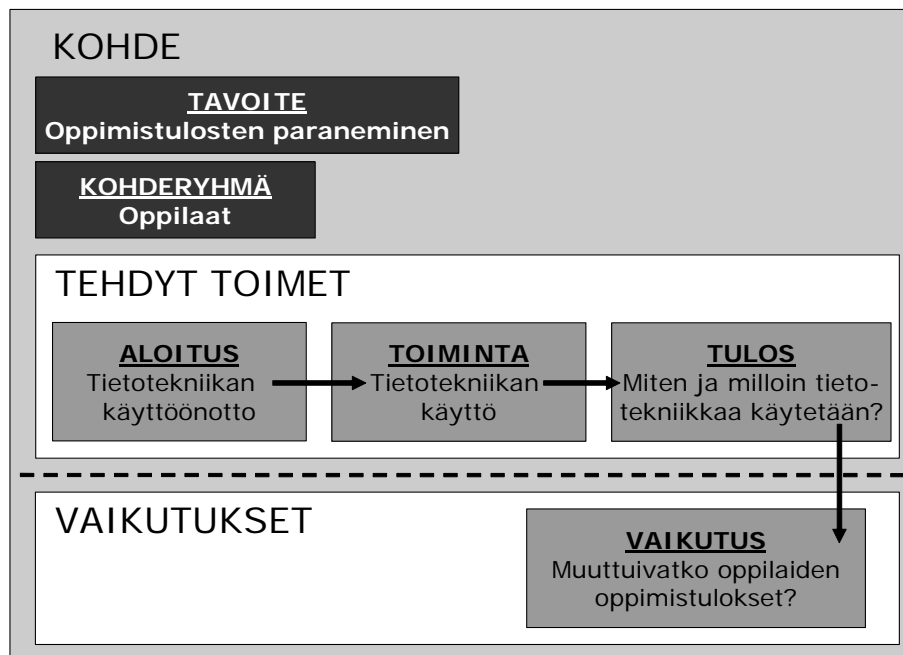 KOHDE
TAVOITE
Oppimistulosten paraneminen
KOHDERYHMÄ
Oppilaat
TEHDYT TOIMET
ALOITUS
Tietotekniikan
käyttöönotto
TOIMINTA
Tietotekniikan
käyttö
TULOS
Miten ja milloin tieto-
tekniikkaa käytetään?
VAIKUTUKSET
VAIKUTUS
Muuttuivatko oppilaiden
oppimistulokset?